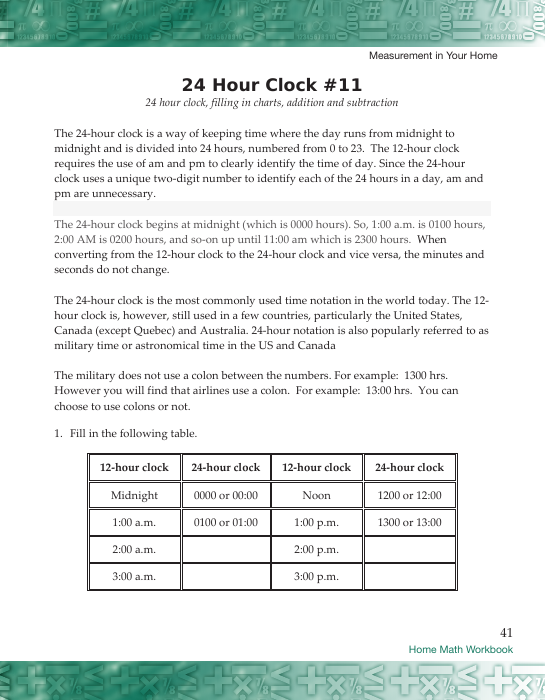 Measurement in Your Home
24 Hour Clock #11
24 hour clock, filling in charts, addition and subtraction
The 24-hour clock is a way of keeping time where the day runs from midnight to
midnight and is divided into 24 hours, numbered from 0 to 23.  The 12-hour clock
requires the use of am and pm to clearly identify the time of day. Since the 24-hour
clock uses a unique two-digit number to identify each of the 24 hours in a day, am and
pm are unnecessary.
The 24-hour clock begins at midnight (which is 0000 hours). So, 1:00 a.m. is 0100 hours,
2:00 AM is 0200 hours, and so-on up until 11:00 am which is 2300 hours.  When
converting from the 12-hour clock to the 24-hour clock and vice versa, the minutes and
seconds do not change.
The 24-hour clock is the most commonly used time notation in the world today. The 12-
hour clock is, however, still used in a few countries, particularly the United States,
Canada (except Quebec) and Australia. 24-hour notation is also popularly referred to as
military time or astronomical time in the US and Canada
The military does not use a colon between the numbers. For example:  1300 hrs.
However you will find that airlines use a colon.  For example:  13:00 hrs.  You can
choose to use colons or not.
1.  Fill in the following table.
12-hour clock 24-hour clock 12-hour clock 24-hour clock
Midnight 0000 or 00:00 Noon 1200 or 12:00
1:00 a.m. 0100 or 01:00 1:00 p.m. 1300 or 13:00
2:00 a.m. 2:00 p.m.
3:00 a.m. 3:00 p.m.
41
Home Math Workbook